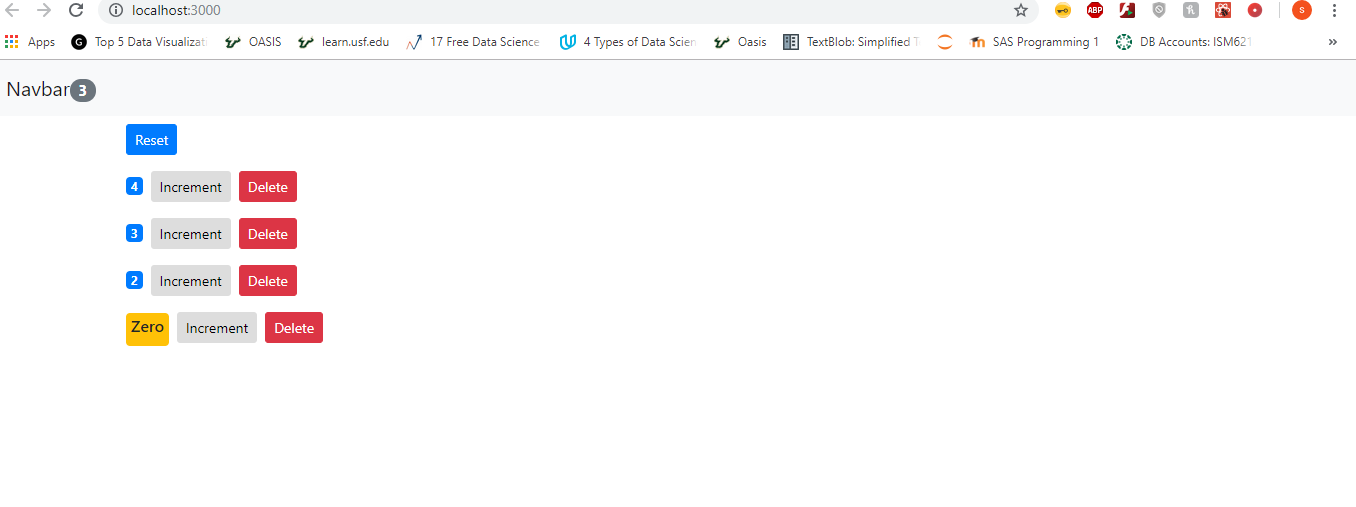 localhost:3000
ABP
S
Apps G Top 5 Data Visualizati OASIS learn.usf.edu 17 Free Data Science 4 Types of Data Scien Oasis TextBlob: Simplified T SAS Programming 1 DB Accounts: ISM621 »
Navbar 3
Reset
4 Increment Delete
3 Increment Delete
2 Increment Delete
Zero Increment Delete